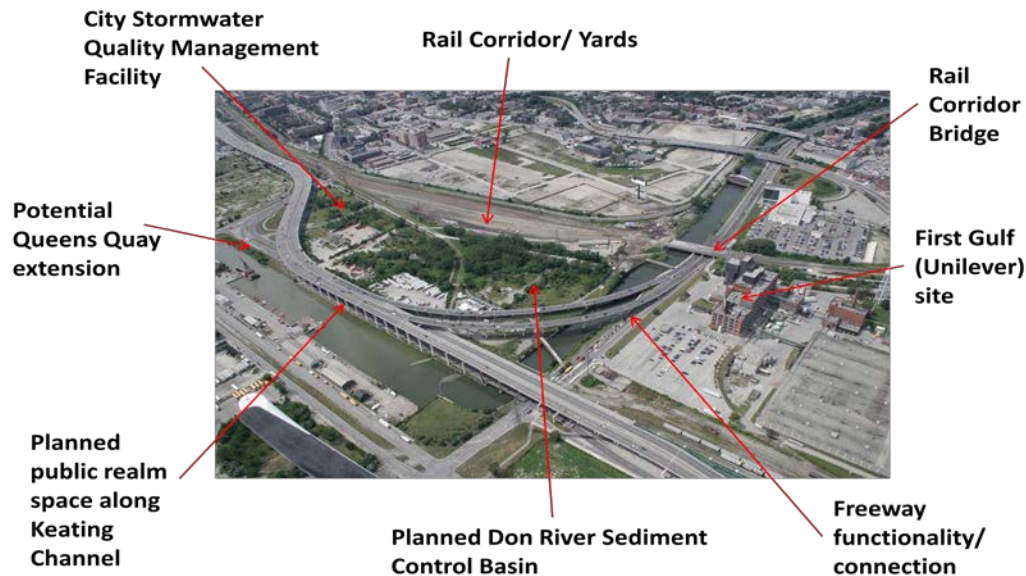 City Stormwater
Quality Management
Facility
Rail Corridor/ Yards
Rail
Corridor
Bridge
Potential
Queens Quay
extension
First Gulf
(Unilever)
site
Planned
public realm
space along
Keating
Channel
Planned Don River Sediment
Control Basin
Freeway
functionality/
connection